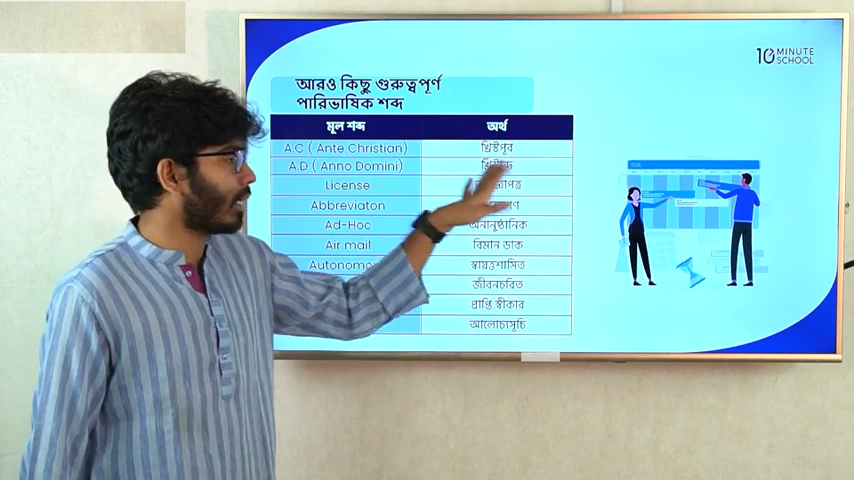 10 MINUTE
SCHOOL
আরও কিছু গুরুত্বপূর্ণ
পারিভাষিক শব্দ
মূল শব্দ অর্থ
A.C ( Ante Christian) খ্রিস্টপূর্ব
A.D ( Anno Domini)
License
Abbreviaton
Ad-Hoc অনানুষ্ঠানিক
Air mail বিমান ডাক
স্বায়ত্তশাসিত
জীবনচরিত
প্রাপ্তি স্বীকার
আলোচ্যসূচি